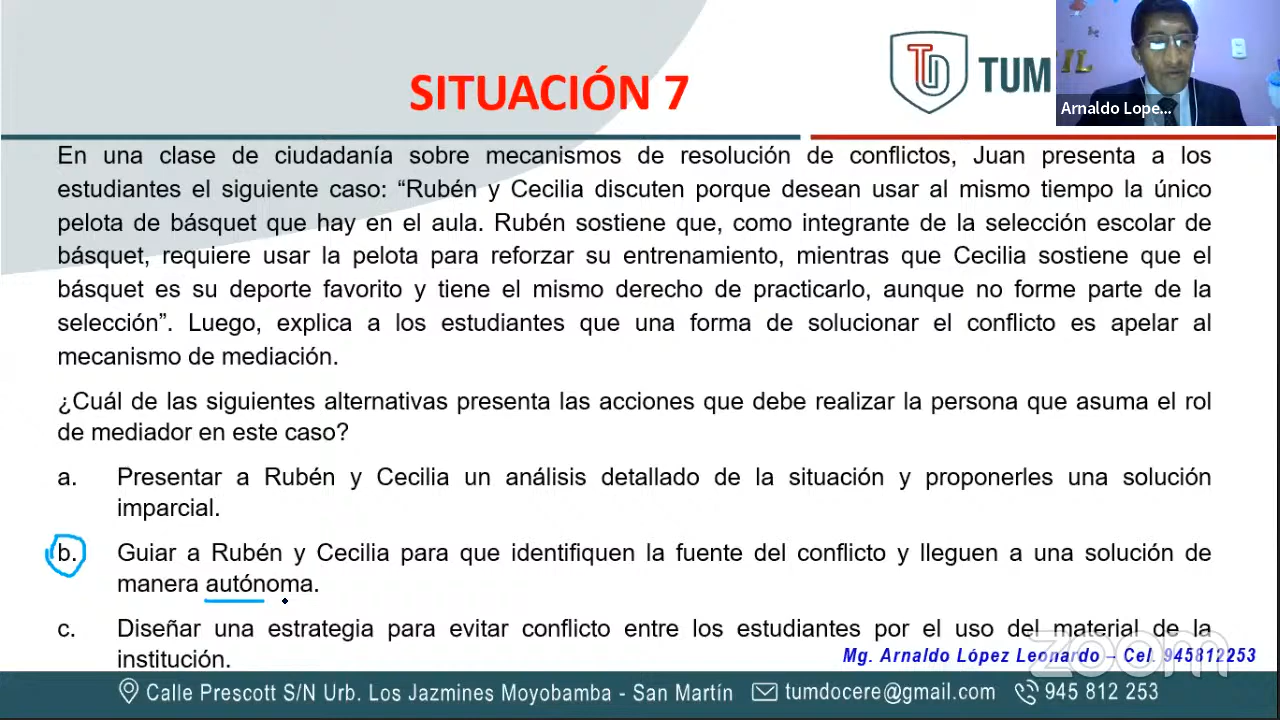 SITUACIÓN 7
TUM
IL
Arnaldo Lope...
En una clase de ciudadanía sobre mecanismos de resolución de conflictos, Juan presenta a los
estudiantes el siguiente caso: “Rubén y Cecilia discuten porque desean usar al mismo tiempo la único
pelota de básquet que hay en el aula. Rubén sostiene que, como integrante de la selección escolar de
básquet, requiere usar la pelota para reforzar su entrenamiento, mientras que Cecilia sostiene que el
básquet es su deporte favorito y tiene el mismo derecho de practicarlo, aunque no forme parte de la
selección”. Luego, explica a los estudiantes que una forma de solucionar el conflicto es apelar al
mecanismo de mediación.
¿Cuál de las siguientes alternativas presenta las acciones que debe realizar la persona que asuma el rol
de mediador en este caso?
a. Presentar a Rubén y Cecilia un análisis detallado de la situación y proponerles una solución
imparcial.
b. Guiar a Rubén y Cecilia para que identifiquen la fuente del conflicto y lleguen a una solución de
manera autónoma.
c. Diseñar una estrategia para evitar conflicto entre los estudiantes por el uso del material de la
institución.
zoom
Mg. Arnaldo López Leonardo – Cel. 945812253
Calle Prescott S/N Urb. Los Jazmines Moyobamba - San Martín tumdocere@gmail.com 945 812 253